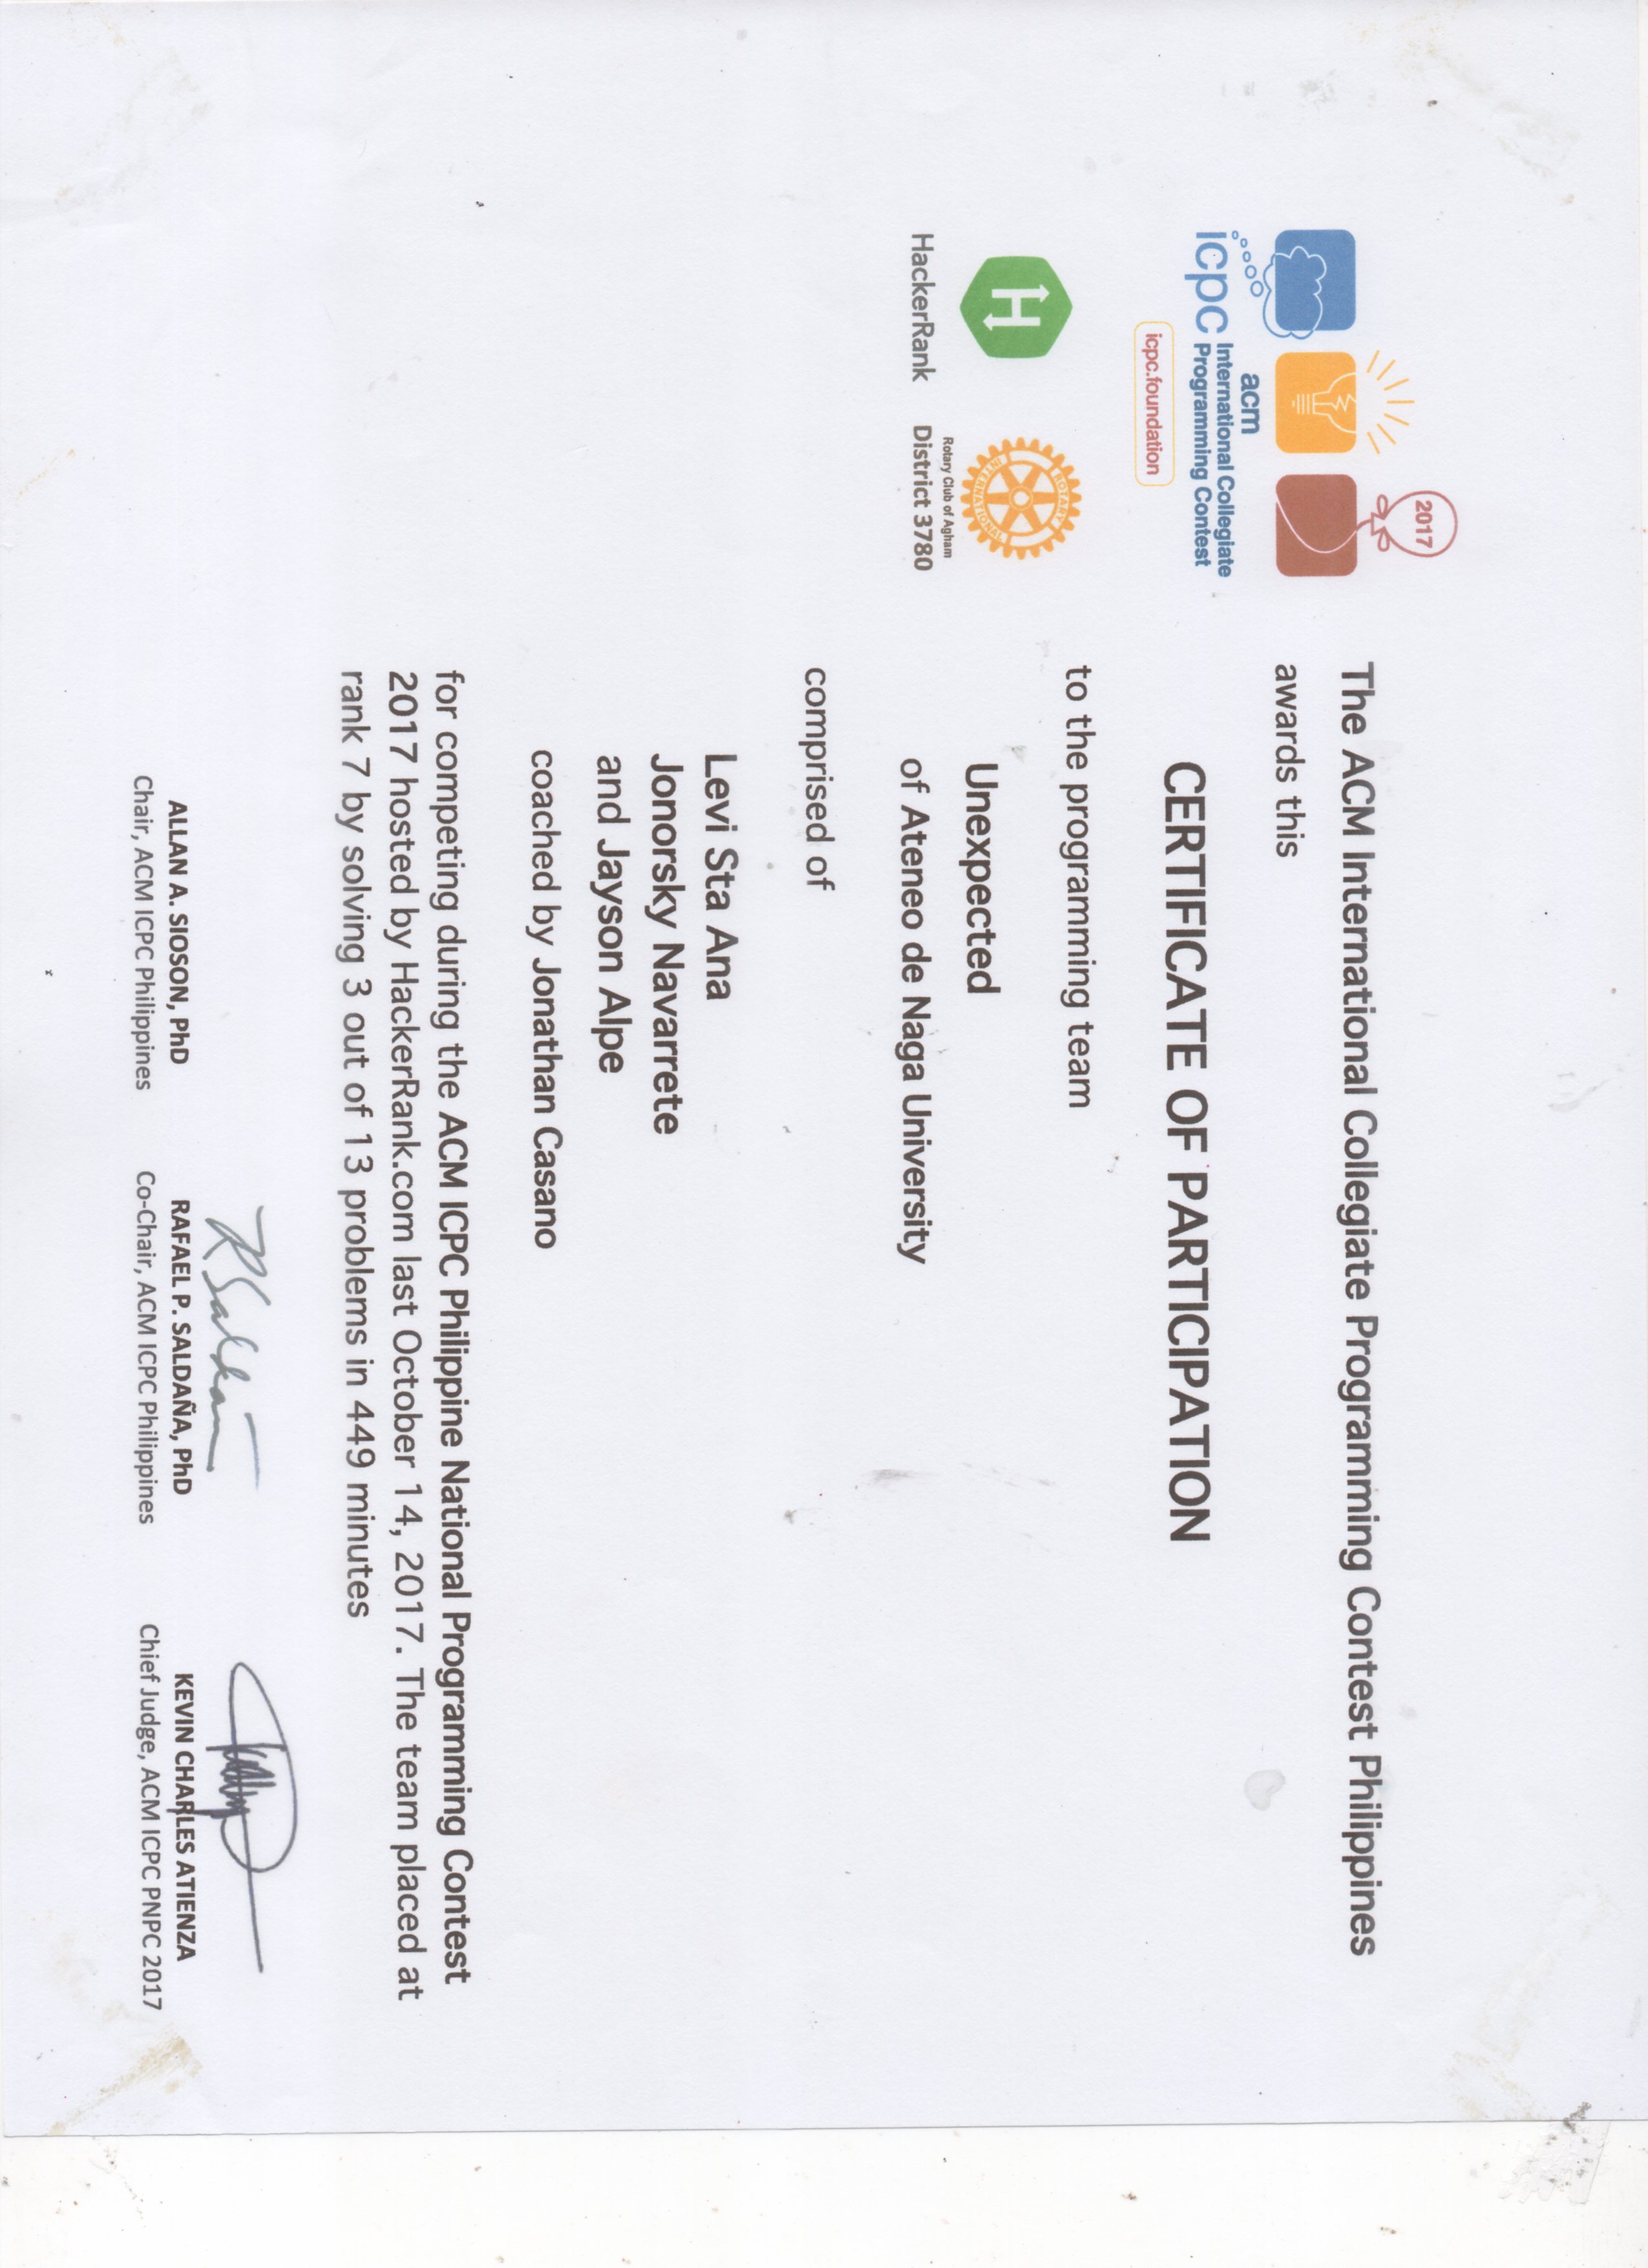 2017
acm
icpc International Collegiate
Programming Contest
icpc.foundation
HackerRank
ROTARY
INTERNATIONAL
Rotary Club of Agham
District 3780
The ACM International Collegiate Programming Contest Philippines
awards this
CERTIFICATE OF PARTICIPATION
to the programming team
Unexpected
of Ateneo de Naga University
comprised of
Levi Sta Ana
Jonorsky Navarrete
and Jayson Alpe
coached by Jonathan Casano
for competing during the ACM ICPC Philippine National Programming Contest
2017 hosted by HackerRank.com last October 14, 2017. The team placed at
rank 7 by solving 3 out of 13 problems in 449 minutes
ALLAN A. SIOSON, PhD
Chair, ACM ICPC Philippines
RAFAEL P. SALDAÑA, PhD
Co-Chair, ACM ICPC Philippines
KEVIN CHARLES ATIENZA
Chief Judge, ACM ICPC PNPC 2017